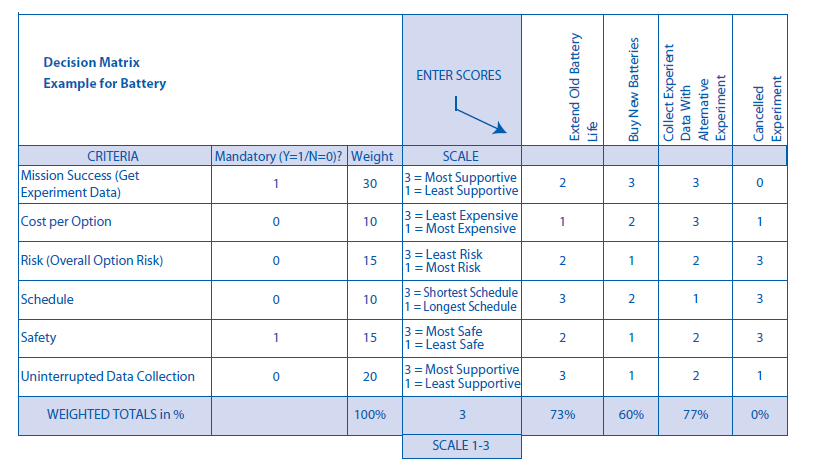 Decision Matrix
Example for Battery
ENTER SCORES
Extend Old Battery
Life
Buy New Batteries
Collect Experient
Data With
Alternative
Experiment
Cancelled
Experiment
CRITERIA Mandatory (Y=1/N=0)? Weight SCALE
Mission Success (Get
Experiment Data) 1 30 3 = Most Supportive
1 = Least Supportive 2 3 3 0
Cost per Option 0 10 3 = Least Expensive
1 = Most Expensive 1 2 3 1
Risk (Overall Option Risk) 0 15 3 = Least Risk
1 = Most Risk 2 1 2 3
Schedule 0 10 3 = Shortest Schedule
1 = Longest Schedule 3 2 1 3
Safety 1 15 3 = Most Safe
1 = Least Safe 2 1 2 3
Uninterrupted Data Collection 0 20 3 = Most Supportive
1 = Least Supportive 3 1 2 1
WEIGHTED TOTALS in % 100% 3 73% 60% 77% 0%
SCALE 1-3